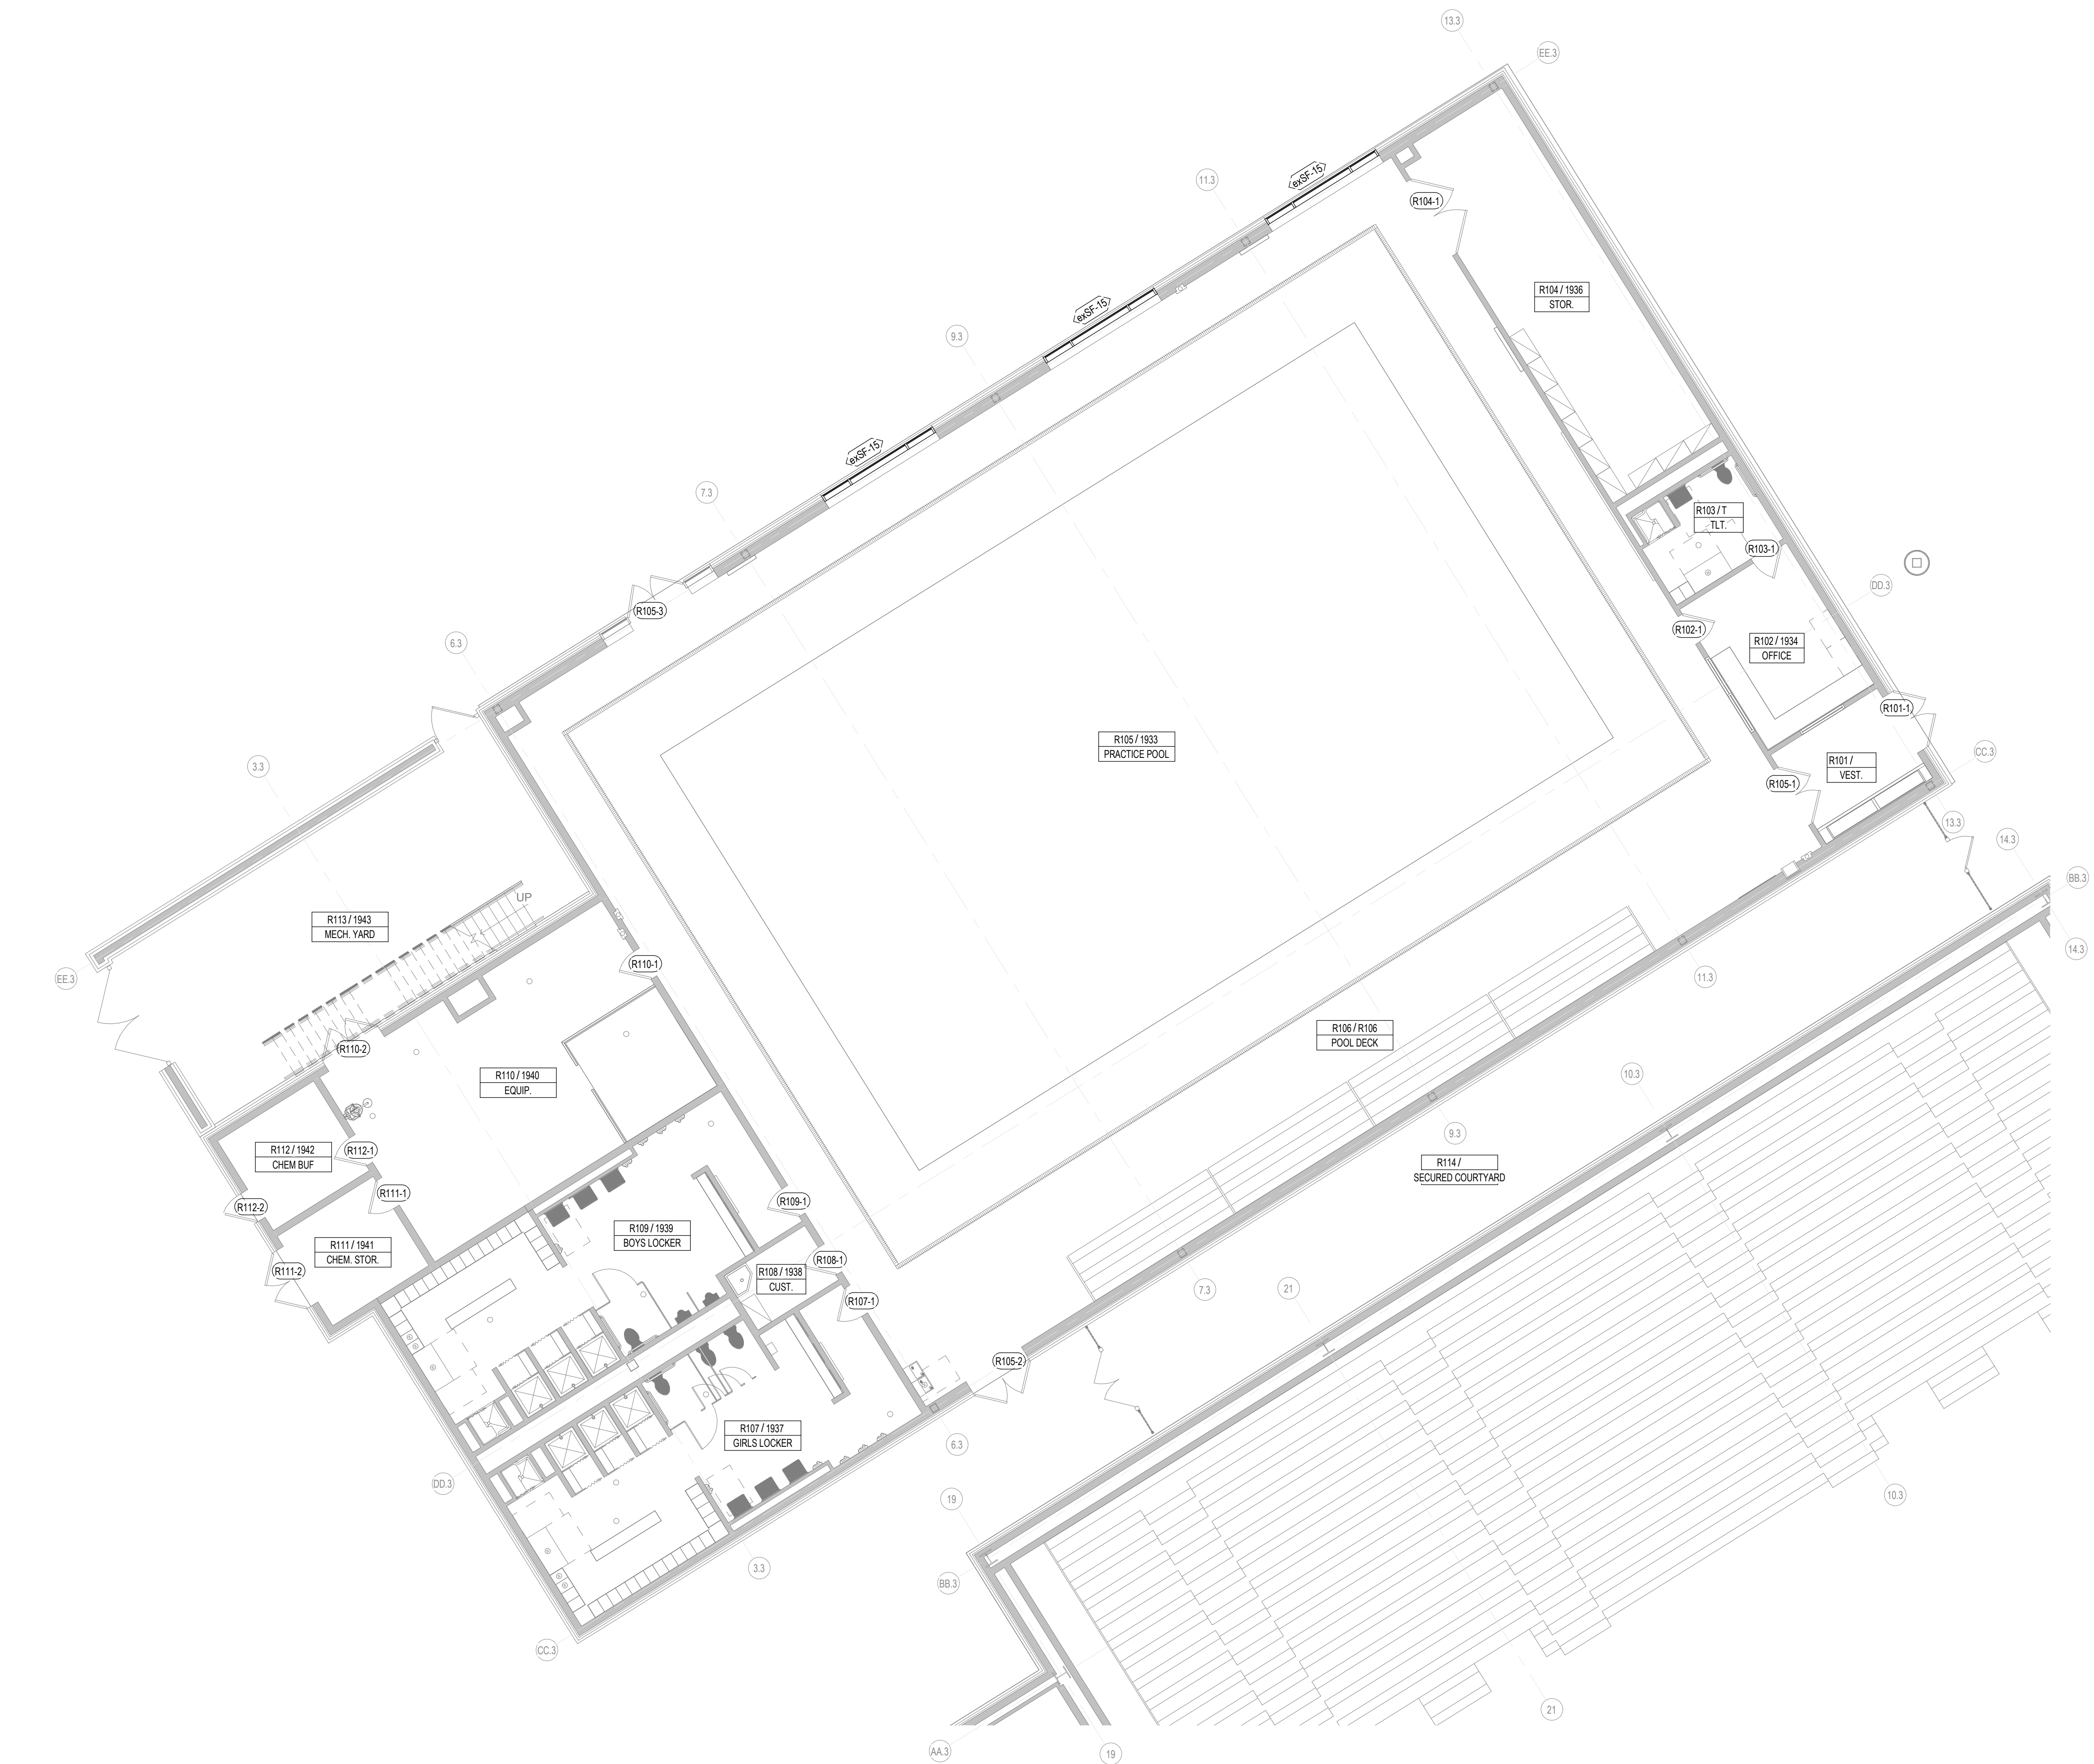 13.3
EE.3
11.3
exSF-15
R104-1
R104 / 1936
STOR.
exSF-15
9.3
exSF-15
7.3
R103 / T
TLT.
R103-1
DD.3
R105-3
R102-1
R102 / 1934
OFFICE
6.3
R101-1
R105 / 1933
PRACTICE POOL
CC.3
3.3
R101 /
VEST.
R105-1
13.3
14.3
BB.3
UP
R113 / 1943
MECH. YARD
14.3
R110-1
EE.3
11.3
R106 / R106
POOL DECK
R110-2
R110 / 1940
EQUIP.
10.3
9.3
R112 / 1942
CHEM BUF
R112-1
R114 /
SECURED COURTYARD
R111-1
R112-2
R109-1
R109 / 1939
BOYS LOCKER
R111 / 1941
CHEM. STOR.
R108-1
R111-2
R108 / 1938
CUST.
21
7.3
R107-1
R105-2
R107 / 1937
GIRLS LOCKER
6.3
DD.3
19
10.3
3.3
BB.3
CC.3
21
AA.3
19